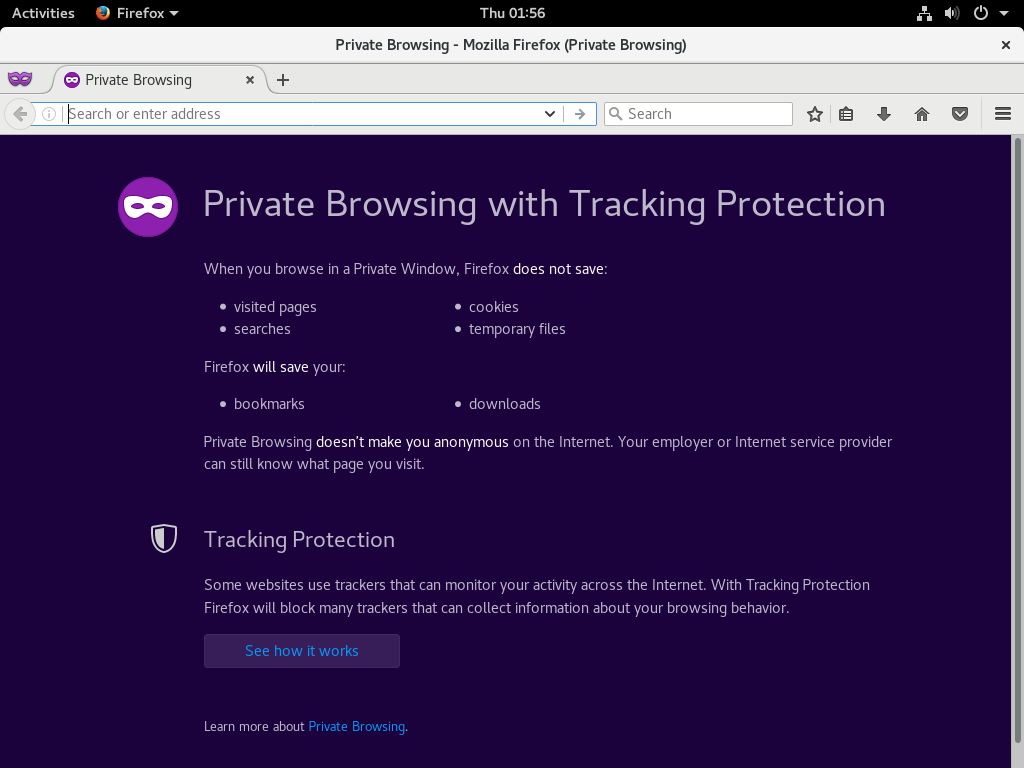 Activities Firefox Thu 01:56
Private Browsing - Mozilla Firefox (Private Browsing)
Private Browsing
Search or enter address Search
Private Browsing with Tracking Protection
When you browse in a Private Window, Firefox does not save:
visited pages cookies
searches temporary files
Firefox will save your:
bookmarks downloads
Private Browsing doesn't make you anonymous on the Internet. Your employer or Internet service provider
can still know what page you visit.
Tracking Protection
Some websites use trackers that can monitor your activity across the Internet. With Tracking Protection
Firefox will block many trackers that can collect information about your browsing behavior.
See how it works
Learn more about Private Browsing.